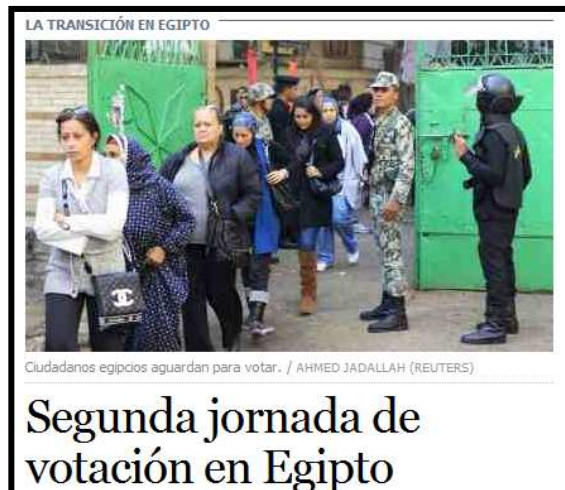 LA TRANSICIÓN EN EGIPTO
Ciudadanos egipcios aguardan para votar. / AHMED JADALLAH (REUTERS)
Segunda jornada de
votación en Egipto